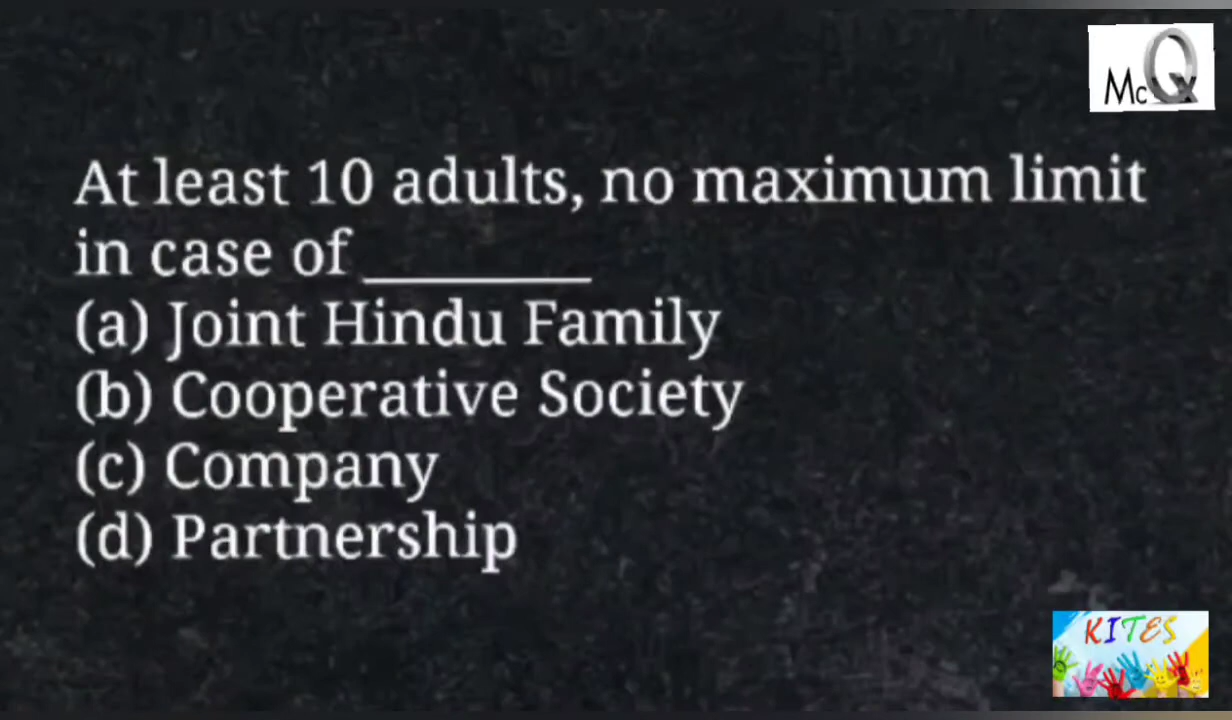 McQ
At least 10 adults, no maximum limit
in case of ________
(a) Joint Hindu Family
(b) Cooperative Society
(c) Company
(d) Partnership
KITES